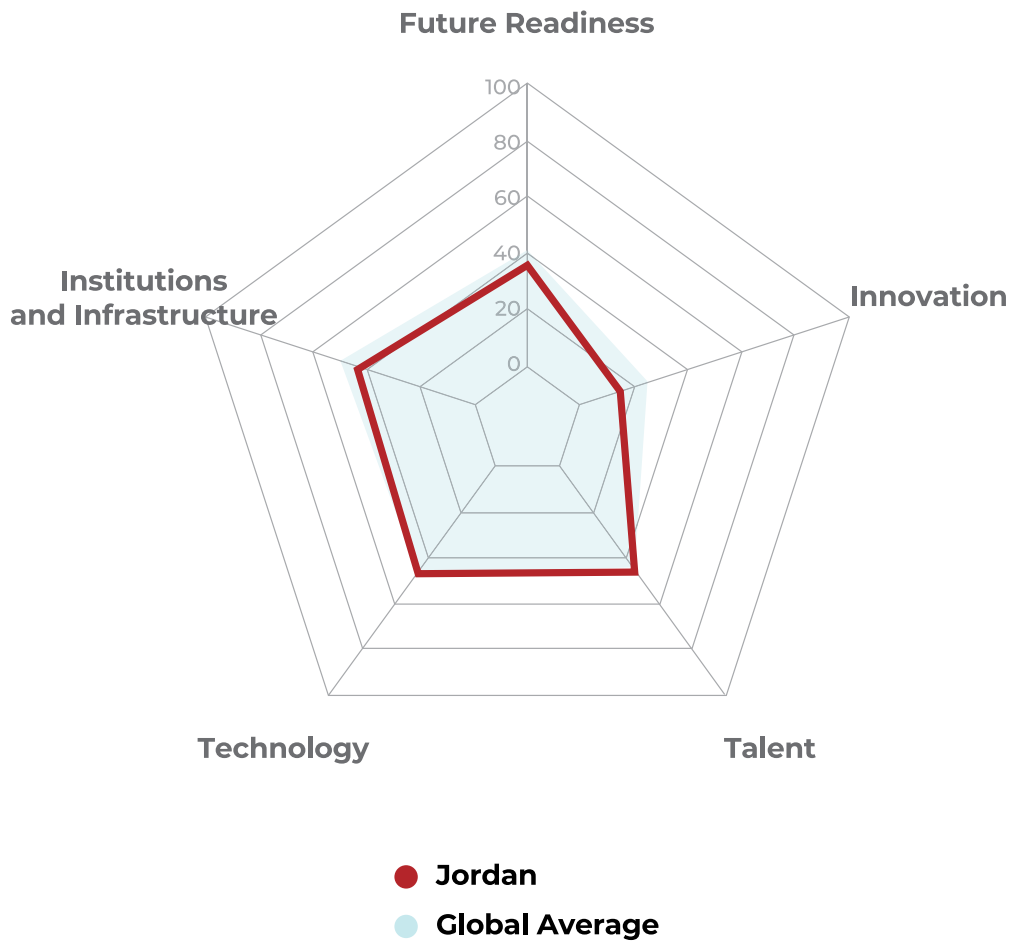 Future Readiness
100
80
60
40
20
0
Institutions
and Infrastructure
Innovation
Technology
Talent
Jordan
Global Average